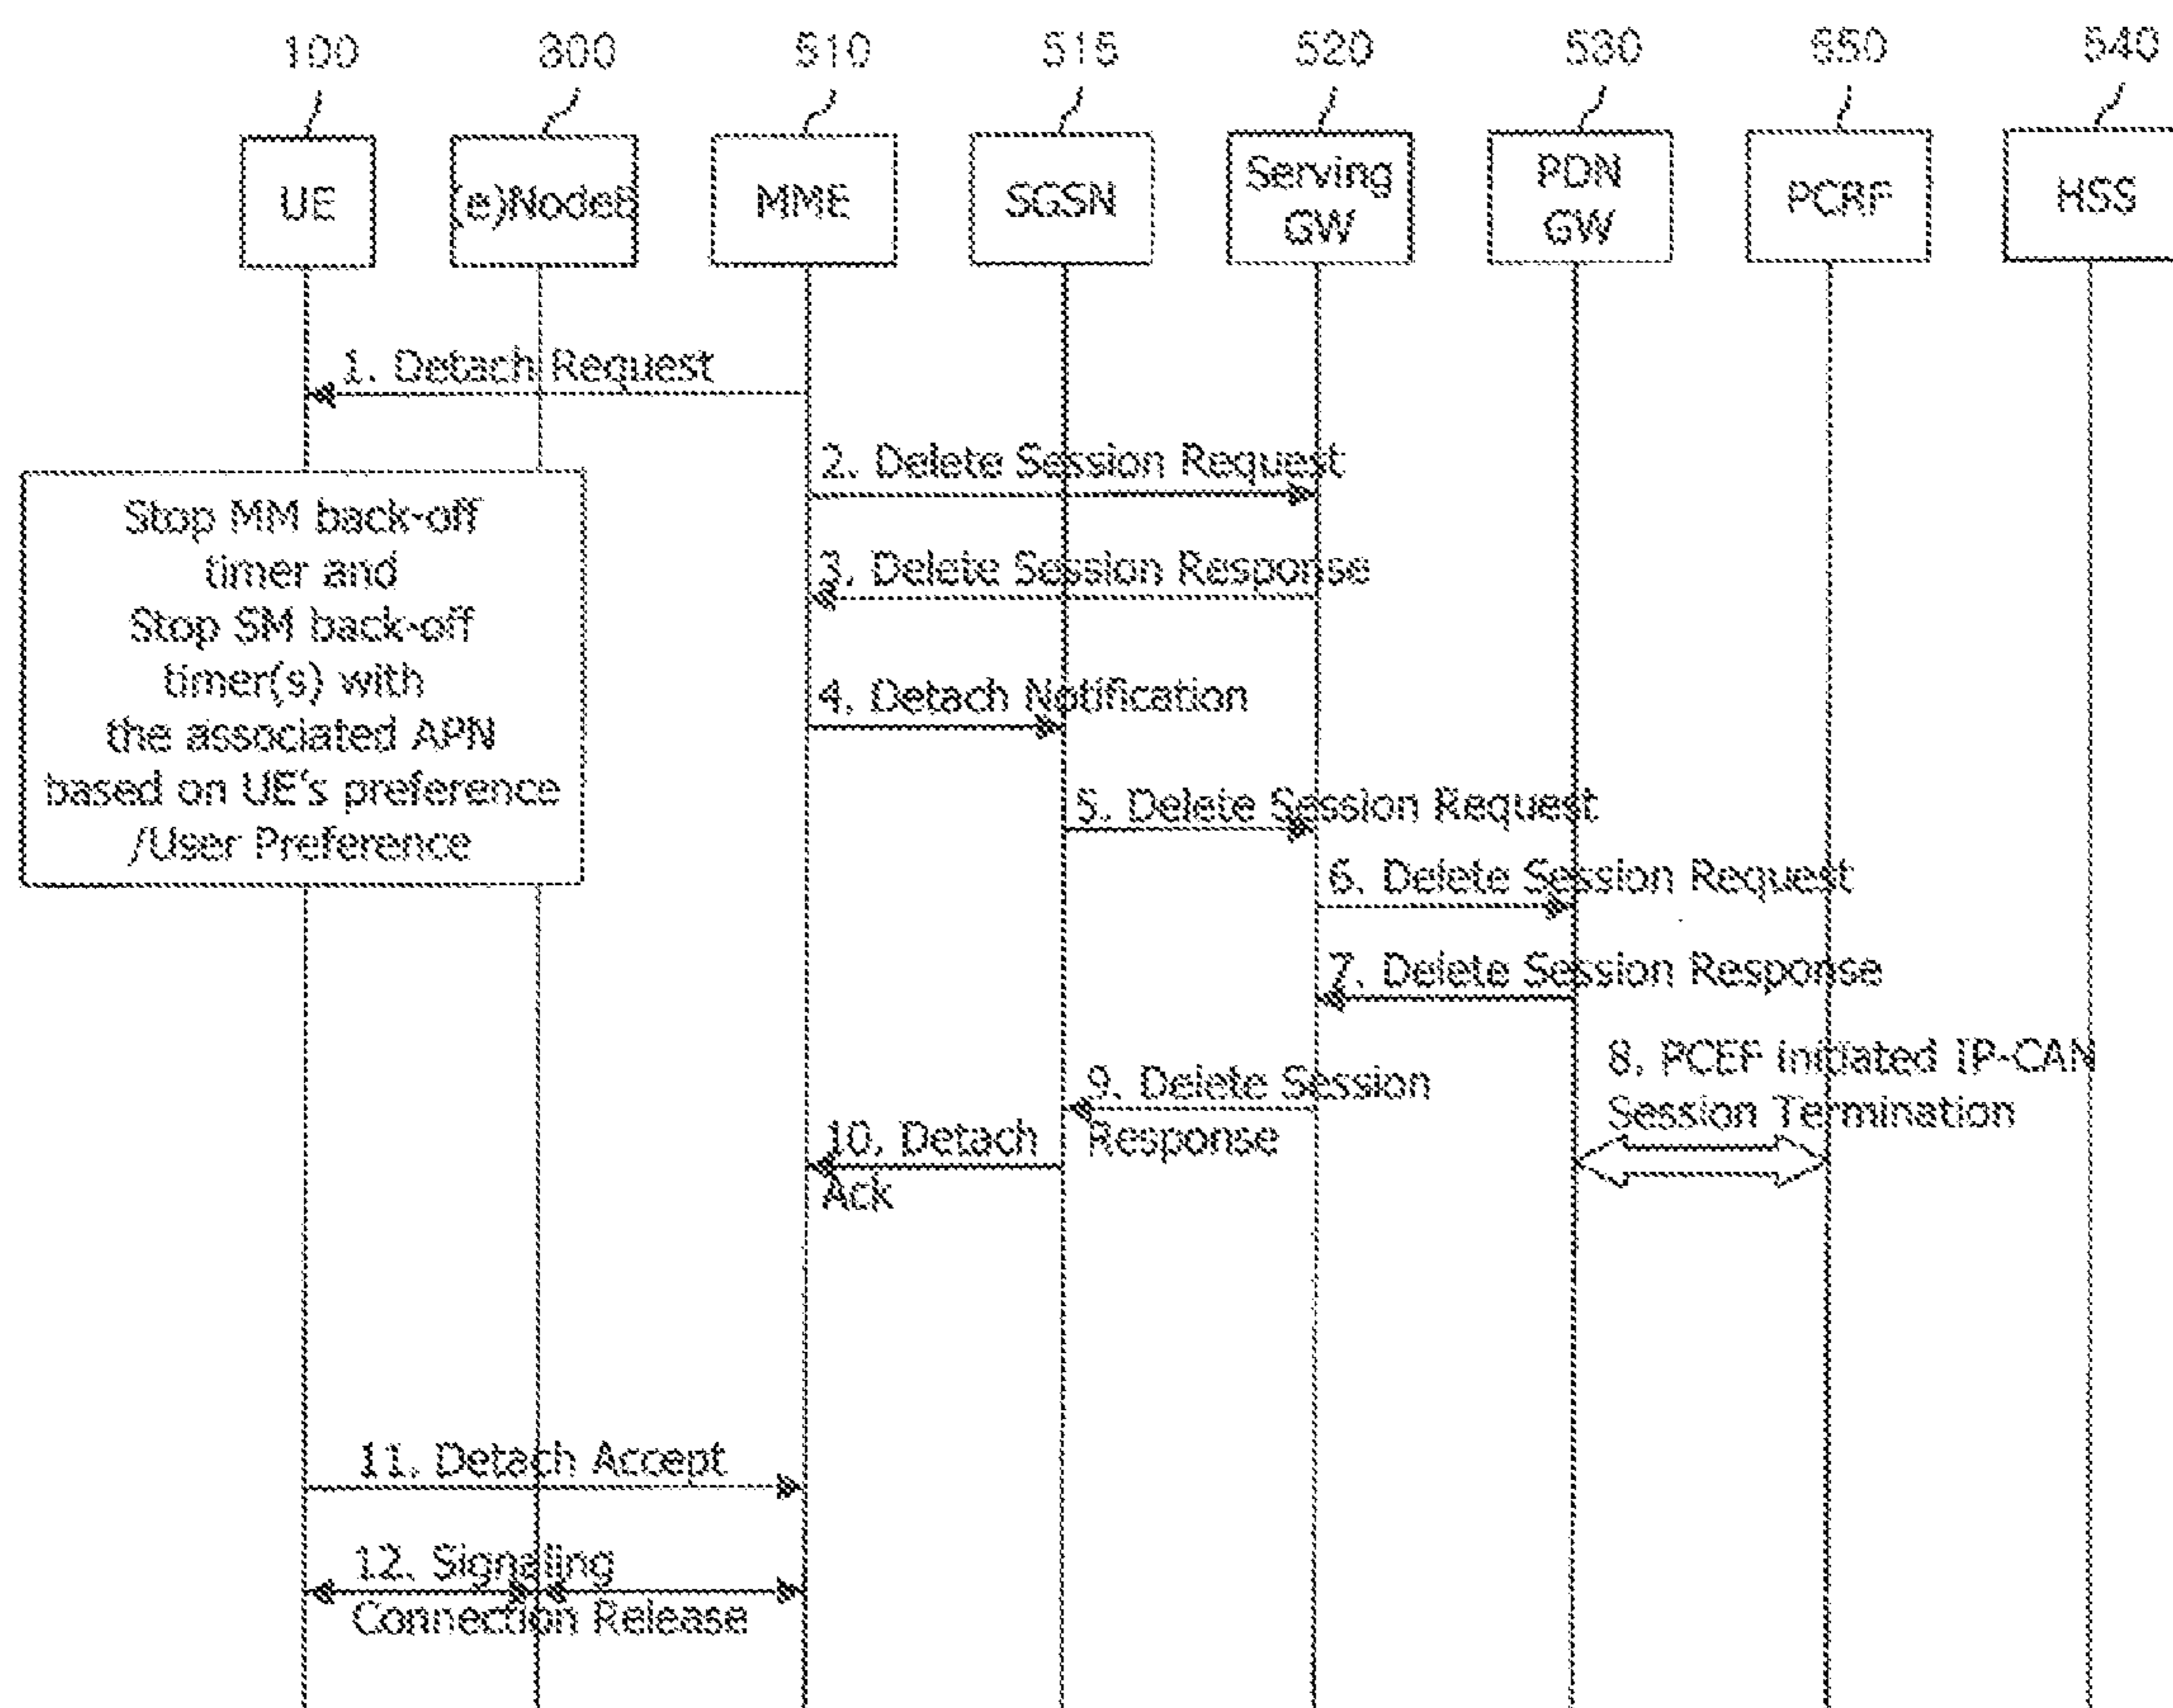 100 300 510 515 520 530 550 540
UE
(e)NodeB
MME
SGSN
Serving
GW
PDN
GW
PCRF
HSS
1. Detach Request
2. Delete Session Request
Stop MM back-off
timer and
Stop SM back-off
timer(s) with
the associated APN
based on UE's preference
/User Preference
3. Delete Session Response
4. Detach Notification
5. Delete Session Request
6. Delete Session Request
7. Delete Session Response
8. PCEF initiated IP-CAN
Session Termination
9. Delete Session
Response
10. Detach
Ack
11. Detach Accept
12. Signaling
Connection Release